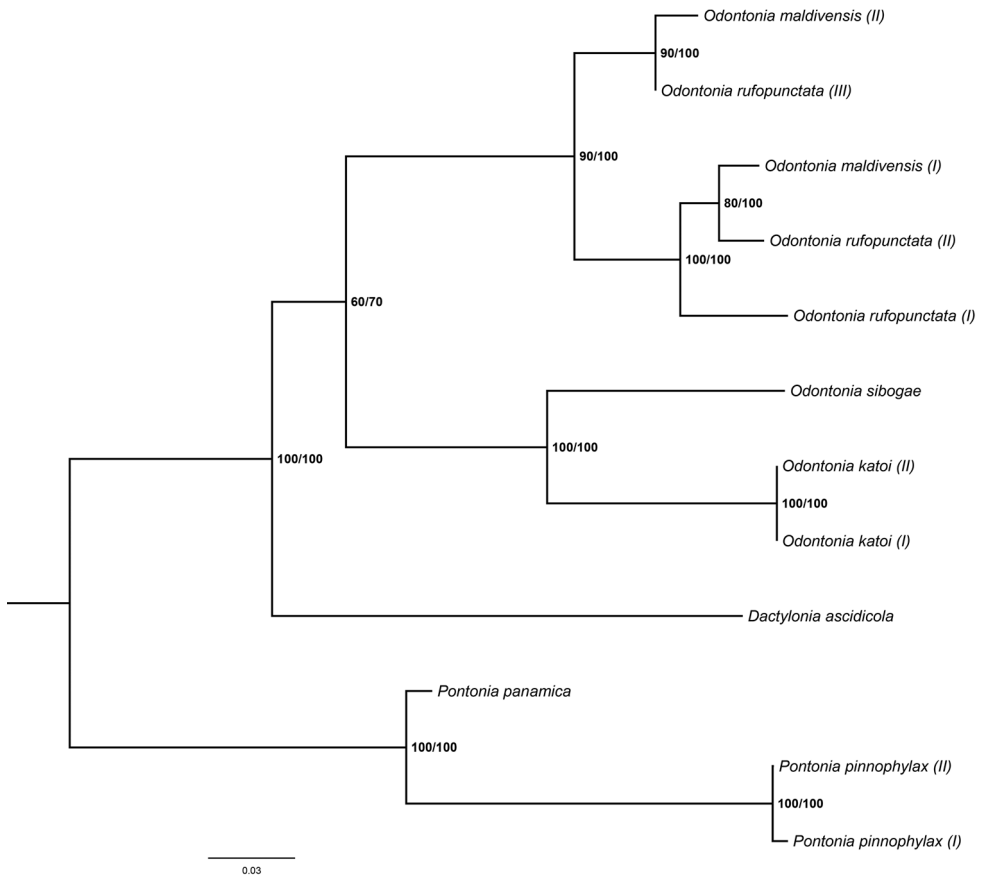 Odontonia maldivensis (II)
90/100
Odontonia rufopunctata (III)
90/100
Odontonia maldivensis (I)
80/100
Odontonia rufopunctata (II)
100/100
60/70
Odontonia rufopunctata (I)
Odontonia sibogae
100/100
100/100
Odontonia katoi (II)
100/100
Odontonia katoi (I)
Dactylonia ascidicola
Pontonia panamica
100/100
Pontonia pinnophylax (II)
100/100
Pontonia pinnophylax (I)
0.03